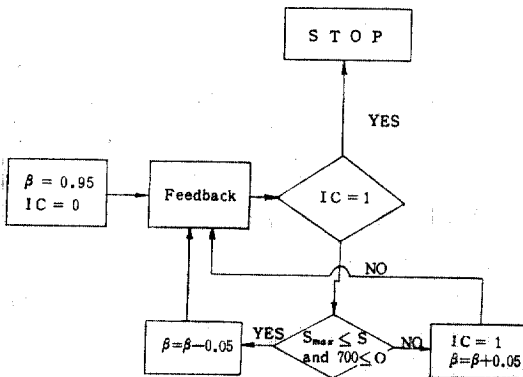 S T O P
YES
β = 0.95
IC = 0
Feedback
IC = 1
NO
β=β-0.05
YES
Smax ≤ S
and 700 ≤ O
NO
IC = 1
β=β+0.05